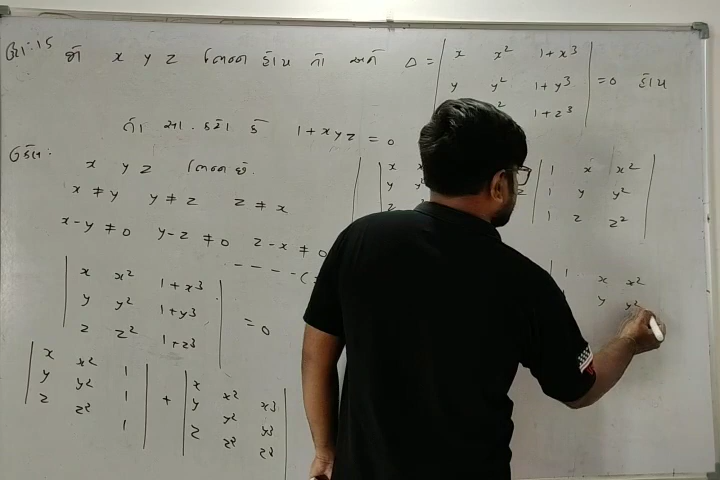 ઉદા:15 જો x y z ભિન્ન હોય તો અને Δ = | x x² 1+x³ |
| y y² 1+y³ | = 0 હોય
| z² 1+z³ |
તો સા. કરો કે 1+xyz = 0
ઉકેલ:
x y z ભિન્ન છે.
x ≠ y y ≠ z z ≠ x
x-y ≠ 0 y-z ≠ 0 z-x ≠ 0
| x x² 1+x³ |
| y y² 1+y³ | = 0
| z z² 1+z³ |
| x x² 1 | + | x x² x³ |
| y y² 1 | | y y² y³ |
| z z² 1 | | z z² z³ |
| 1 x x² |
| 1 y y² |
| 1 z z² |
| 1 x x²
y y²